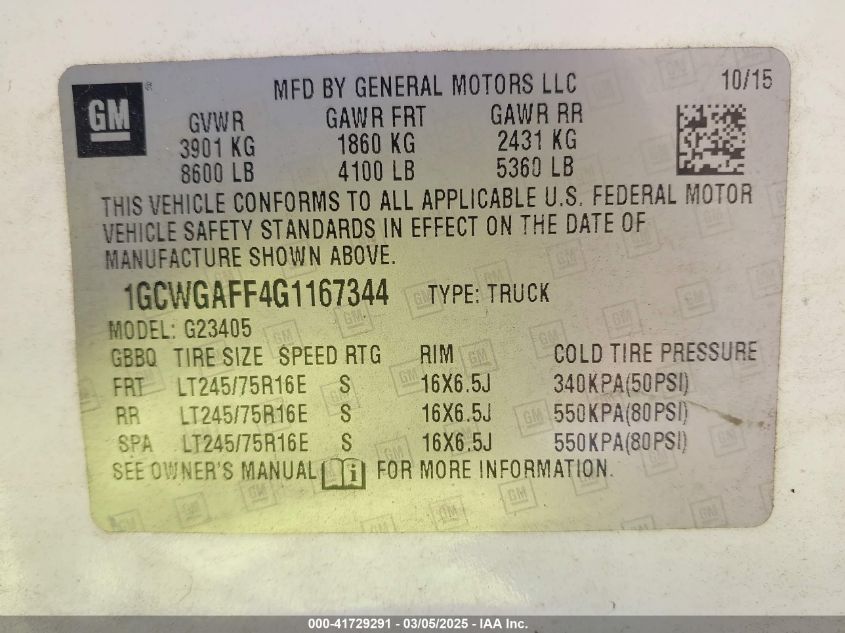 GM
MFD BY GENERAL MOTORS LLC 10/15
GVWR GAWR FRT GAWR RR
3901 KG 1860 KG 2431 KG
8600 LB 4100 LB 5360 LB
THIS VEHICLE CONFORMS TO ALL APPLICABLE U.S. FEDERAL MOTOR
VEHICLE SAFETY STANDARDS IN EFFECT ON THE DATE OF
MANUFACTURE SHOWN ABOVE.
1GCWGAFF4G1167344 TYPE: TRUCK
MODEL: G23405
GBBQ TIRE SIZE SPEED RTG RIM COLD TIRE PRESSURE
FRT LT245/75R16E S 16X6.5J 340KPA(50PSI)
RR LT245/75R16E S 16X6.5J 550KPA(80PSI)
SPA LT245/75R16E S 16X6.5J 550KPA(80PSI)
SEE OWNER'S MANUAL i FOR MORE INFORMATION.
000-41729291 - 03/05/2025 - IAA Inc.